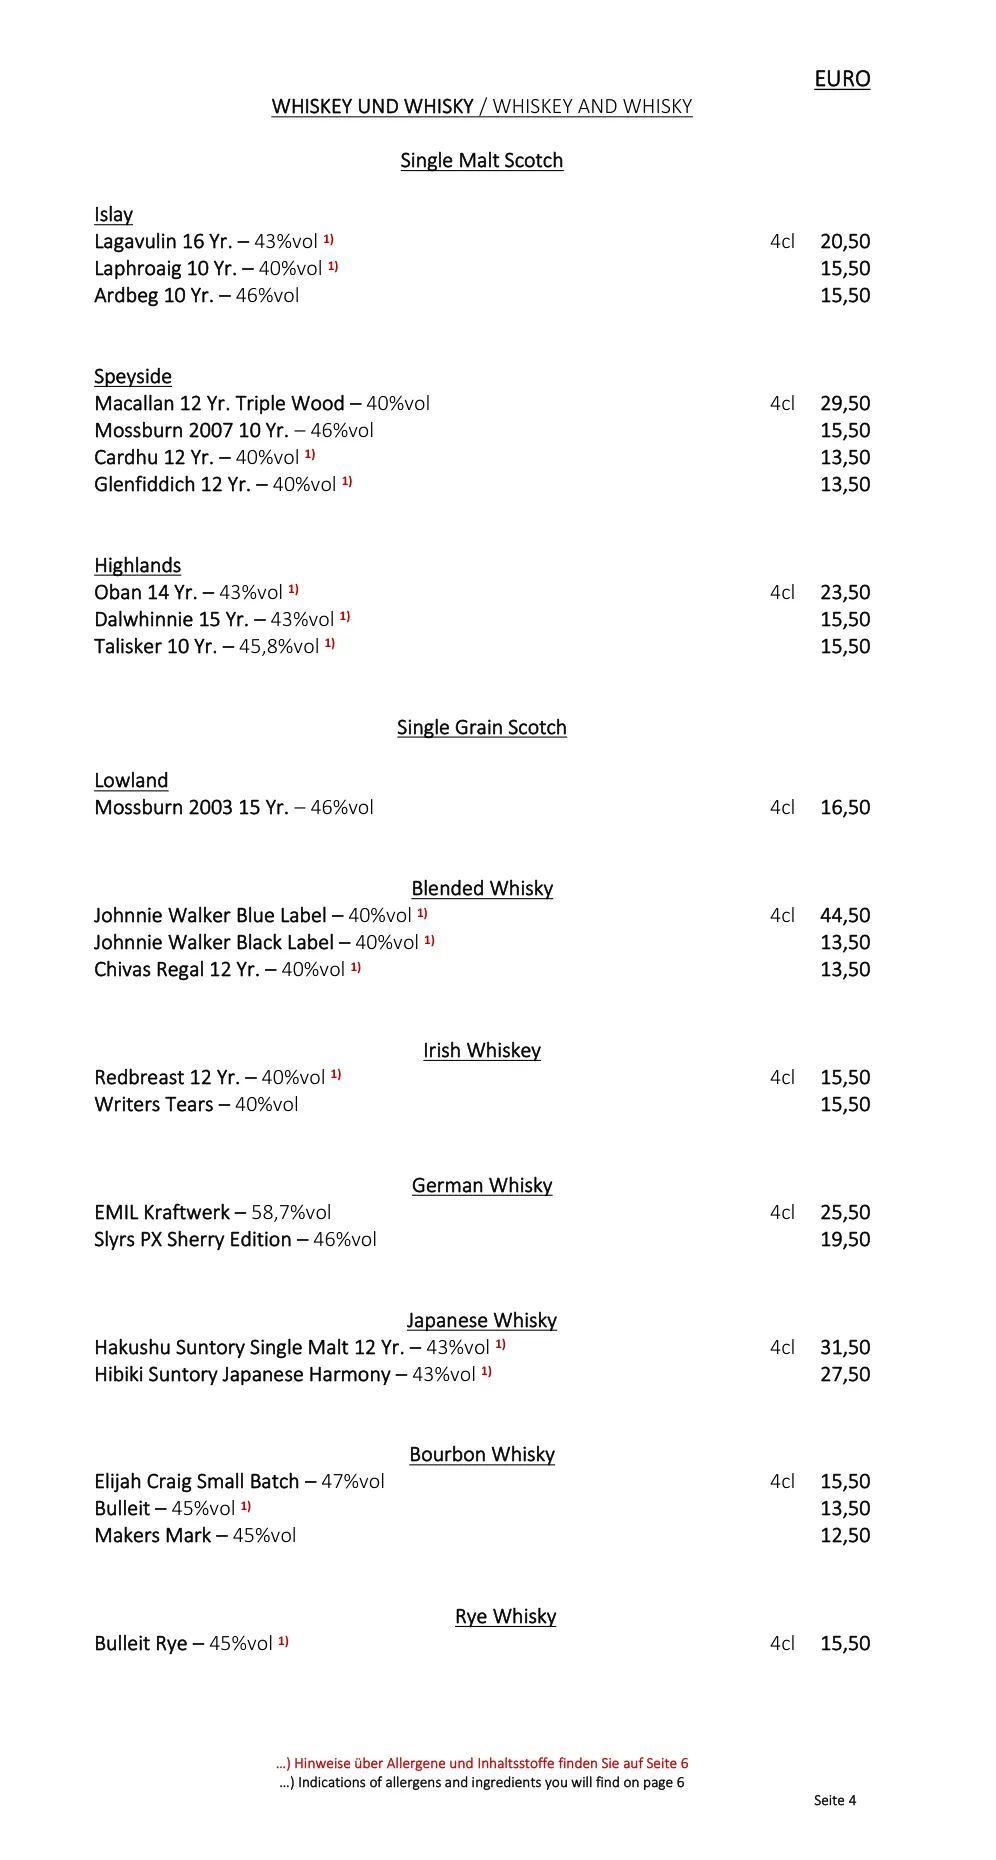 EURO
WHISKEY UND WHISKY / WHISKEY AND WHISKY
Single Malt Scotch
Islay
Lagavulin 16 Yr. – 43%vol 1) 4cl 20,50
Laphroaig 10 Yr. – 40%vol 1) 15,50
Ardbeg 10 Yr. – 46%vol 15,50
Speyside
Macallan 12 Yr. Triple Wood – 40%vol 4cl 29,50
Mossburn 2007 10 Yr. – 46%vol 15,50
Cardhu 12 Yr. – 40%vol 1) 13,50
Glenfiddich 12 Yr. – 40%vol 1) 13,50
Highlands
Oban 14 Yr. – 43%vol 1) 4cl 23,50
Dalwhinnie 15 Yr. – 43%vol 1) 15,50
Talisker 10 Yr. – 45,8%vol 1) 15,50
Single Grain Scotch
Lowland
Mossburn 2003 15 Yr. – 46%vol 4cl 16,50
Blended Whisky
Johnnie Walker Blue Label – 40%vol 1) 4cl 44,50
Johnnie Walker Black Label – 40%vol 1) 13,50
Chivas Regal 12 Yr. – 40%vol 1) 13,50
Irish Whiskey
Redbreast 12 Yr. – 40%vol 1) 4cl 15,50
Writers Tears – 40%vol 15,50
German Whisky
EMIL Kraftwerk – 58,7%vol 4cl 25,50
Slyrs PX Sherry Edition – 46%vol 19,50
Japanese Whisky
Hakushu Suntory Single Malt 12 Yr. – 43%vol 1) 4cl 31,50
Hibiki Suntory Japanese Harmony – 43%vol 1) 27,50
Bourbon Whisky
Elijah Craig Small Batch – 47%vol 4cl 15,50
Bulleit – 45%vol 1) 13,50
Makers Mark – 45%vol 12,50
Rye Whisky
Bulleit Rye – 45%vol 1) 4cl 15,50
...) Hinweise über Allergene und Inhaltsstoffe finden Sie auf Seite 6
...) Indications of allergens and ingredients you will find on page 6
Seite 4